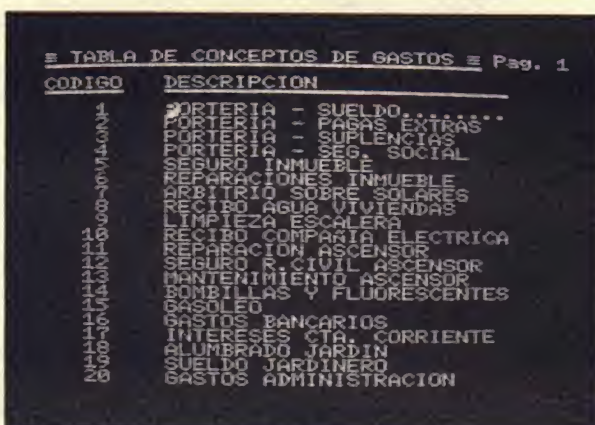 ≡ TABLA DE CONCEPTOS DE GASTOS ≡ Pag. 1
CODIGO DESCRIPCION
1 PORTERIA - SUELDO.........
2 PORTERIA - PAGAS EXTRAS
3 PORTERIA - SUPLENCIAS
4 PORTERIA - SEG. SOCIAL
5 SEGURO INMUEBLE
6 REPARACIONES INMUEBLE
7 ARBITRIO SOBRE SOLARES
8 RECIBO AGUA VIVIENDAS
9 LIMPIEZA ESCALERA
10 RECIBO COMPAÑIA ELECTRICA
11 REPARACION ASCENSOR
12 SEGURO R.CIVIL ASCENSOR
13 MANTENIMIENTO ASCENSOR
14 BOMBILLAS Y FLUORESCENTES
15 GASOLEO
16 GASTOS BANCARIOS
17 INTERESES CTA. CORRIENTE
18 ALUMBRADO JARDIN
19 SUELDO JARDINERO
20 GASTOS ADMINISTRACION